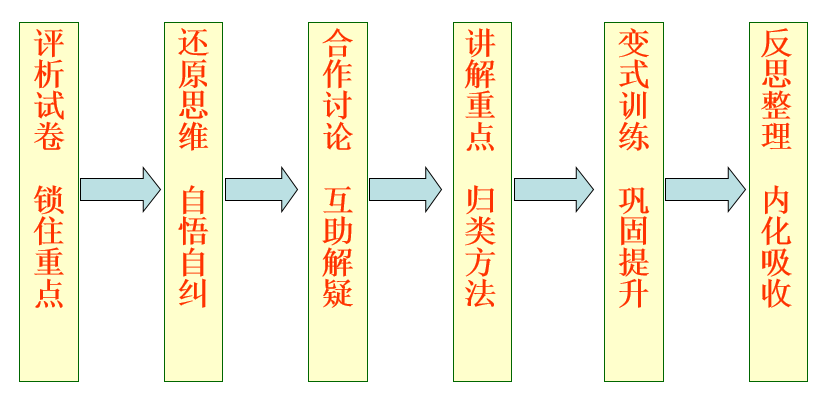 评析试卷 锁住重点
还原思维 自悟自纠
合作讨论 互助解疑
讲解重点 归类方法
变式训练 巩固提升
反思整理 内化吸收